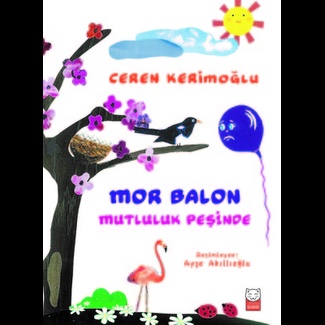 CEREN KERİMOĞLU
MOR BALON
MUTLULUK PEŞİNDE
Resimleyen:
Ayşe Akıllıoğlu